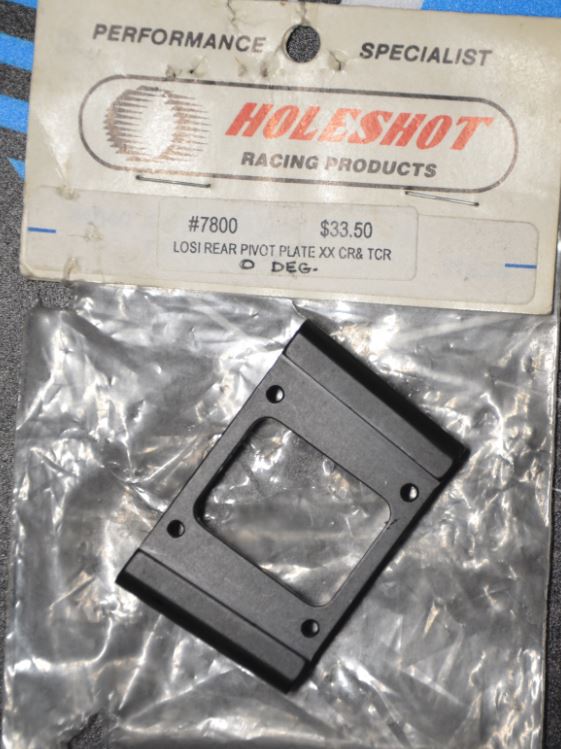 PERFORMANCE SPECIALIST
HOLESHOT
RACING PRODUCTS
#7800 $33.50
LOSI REAR PIVOT PLATE XX CR& TCR
0 DEG.